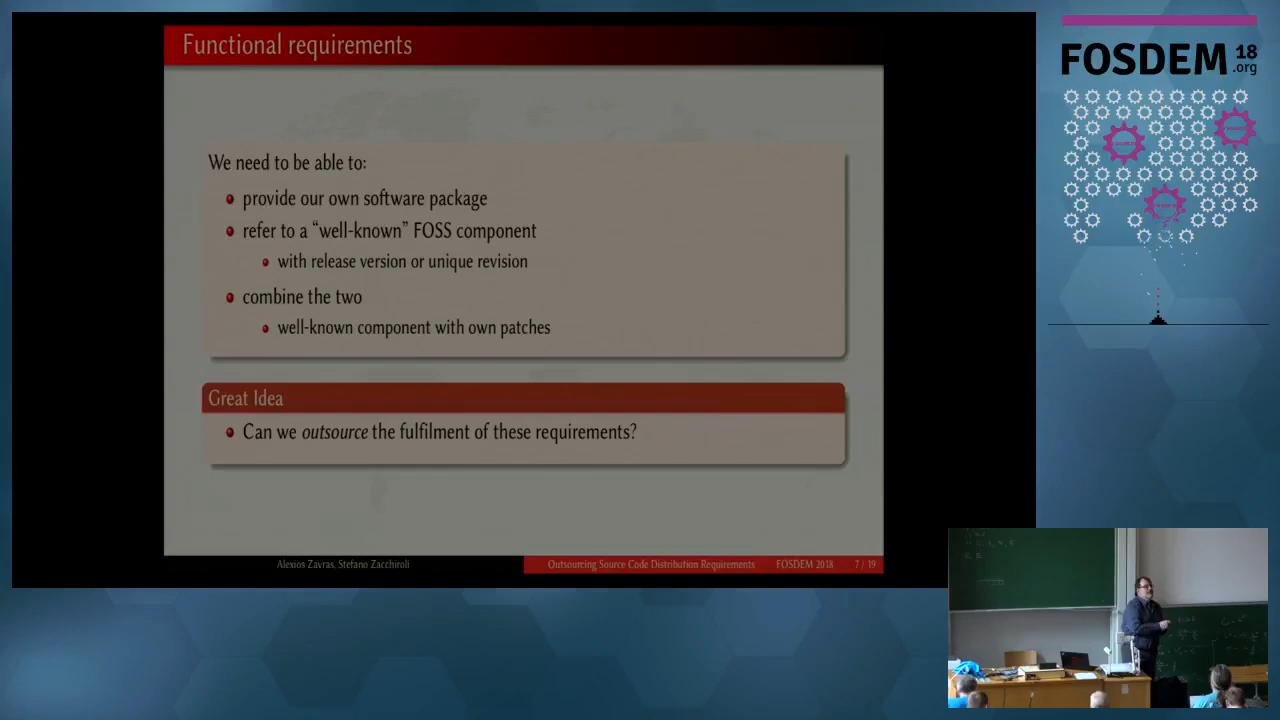 Functional requirements
We need to be able to:
provide our own software package
refer to a “well-known” FOSS component
with release version or unique revision
combine the two
well-known component with own patches
Great Idea
Can we outsource the fulfilment of these requirements?
Alexios Zavras, Stefano Zacchiroli
Outsourcing Source Code Distribution Requirements FOSDEM 2018 7 / 19
FOSDEM 18
.org